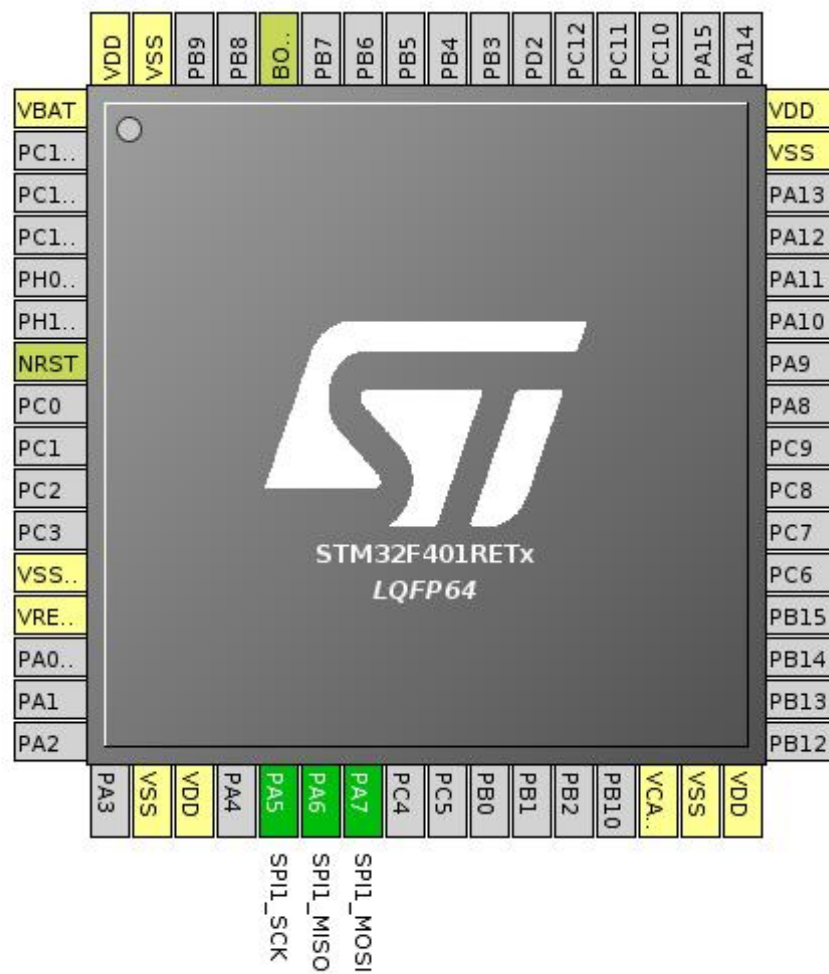 VDD
VSS
PB9
PB8
BO..
PB7
PB6
PB5
PB4
PB3
PD2
PC12
PC11
PC10
PA15
PA14
VBAT
PC1..
PC1..
PC1..
PH0..
PH1..
NRST
PC0
PC1
PC2
PC3
VSS..
VRE..
PA0..
PA1
PA2
VDD
VSS
PA13
PA12
PA11
PA10
PA9
PA8
PC9
PC8
PC7
PC6
PB15
PB14
PB13
PB12
STM32F401RETx
LQFP64
PA3
VSS
VDD
PA4
PA5
PA6
PA7
PC4
PC5
PB0
PB1
PB2
PB10
VCA..
VSS
VDD
SPI1_SCK
SPI1_MISO
SPI1_MOSI